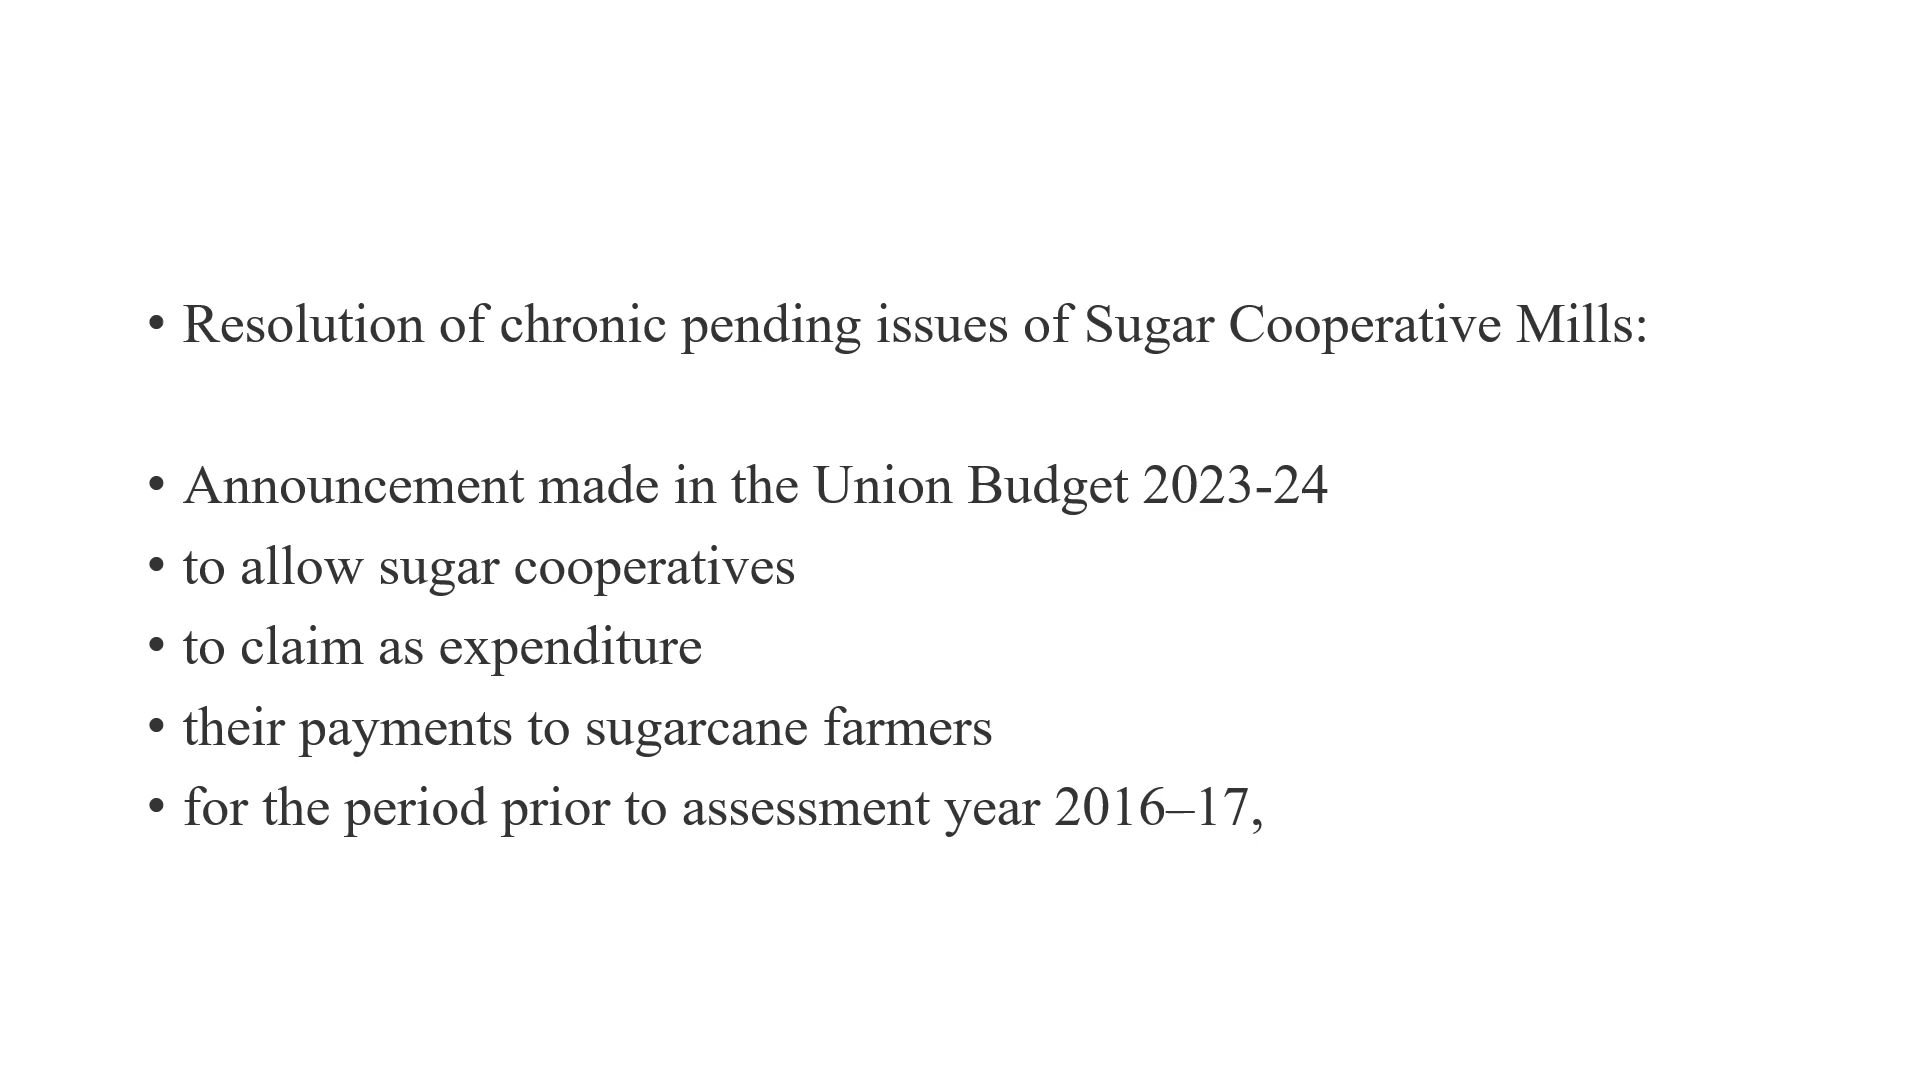 • Resolution of chronic pending issues of Sugar Cooperative Mills:
• Announcement made in the Union Budget 2023-24
• to allow sugar cooperatives
• to claim as expenditure
• their payments to sugarcane farmers
• for the period prior to assessment year 2016–17,